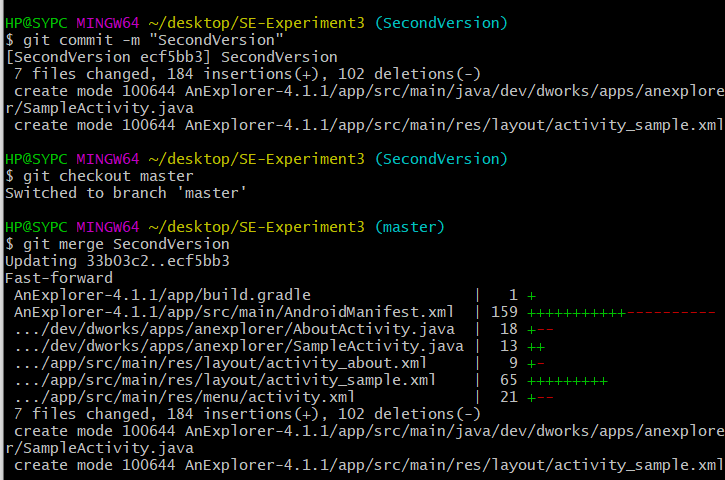 HP@SYPC MINGW64 ~/desktop/SE-Experiment3 (SecondVersion)
$ git commit -m "SecondVersion"
[SecondVersion ecf5bb3] SecondVersion
 7 files changed, 184 insertions(+), 102 deletions(-)
 create mode 100644 AnExplorer-4.1.1/app/src/main/java/dev/dworks/apps/anexplore
r/SampleActivity.java
 create mode 100644 AnExplorer-4.1.1/app/src/main/res/layout/activity_sample.xml
HP@SYPC MINGW64 ~/desktop/SE-Experiment3 (SecondVersion)
$ git checkout master
Switched to branch 'master'
HP@SYPC MINGW64 ~/desktop/SE-Experiment3 (master)
$ git merge SecondVersion
Updating 33b03c2..ecf5bb3
Fast-forward
 AnExplorer-4.1.1/app/build.gradle | 1 +
 AnExplorer-4.1.1/app/src/main/AndroidManifest.xml | 159 +++++++++++----------
 .../dev/dworks/apps/anexplorer/AboutActivity.java | 18 +--
 .../dev/dworks/apps/anexplorer/SampleActivity.java | 13 ++
 .../app/src/main/res/layout/activity_about.xml | 9 +-
 .../app/src/main/res/layout/activity_sample.xml | 65 +++++++++
 .../app/src/main/res/menu/activity.xml | 21 +--
 7 files changed, 184 insertions(+), 102 deletions(-)
 create mode 100644 AnExplorer-4.1.1/app/src/main/java/dev/dworks/apps/anexplore
r/SampleActivity.java
 create mode 100644 AnExplorer-4.1.1/app/src/main/res/layout/activity_sample.xml